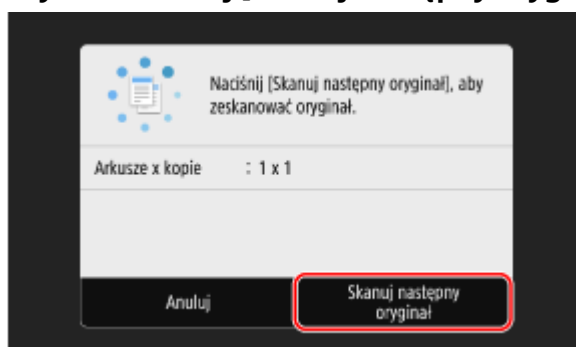 Naciśnij [Skanuj następny oryginał], aby
zeskanować oryginał.
Arkusze x kopie : 1 x 1
Anuluj
Skanuj następny
oryginał